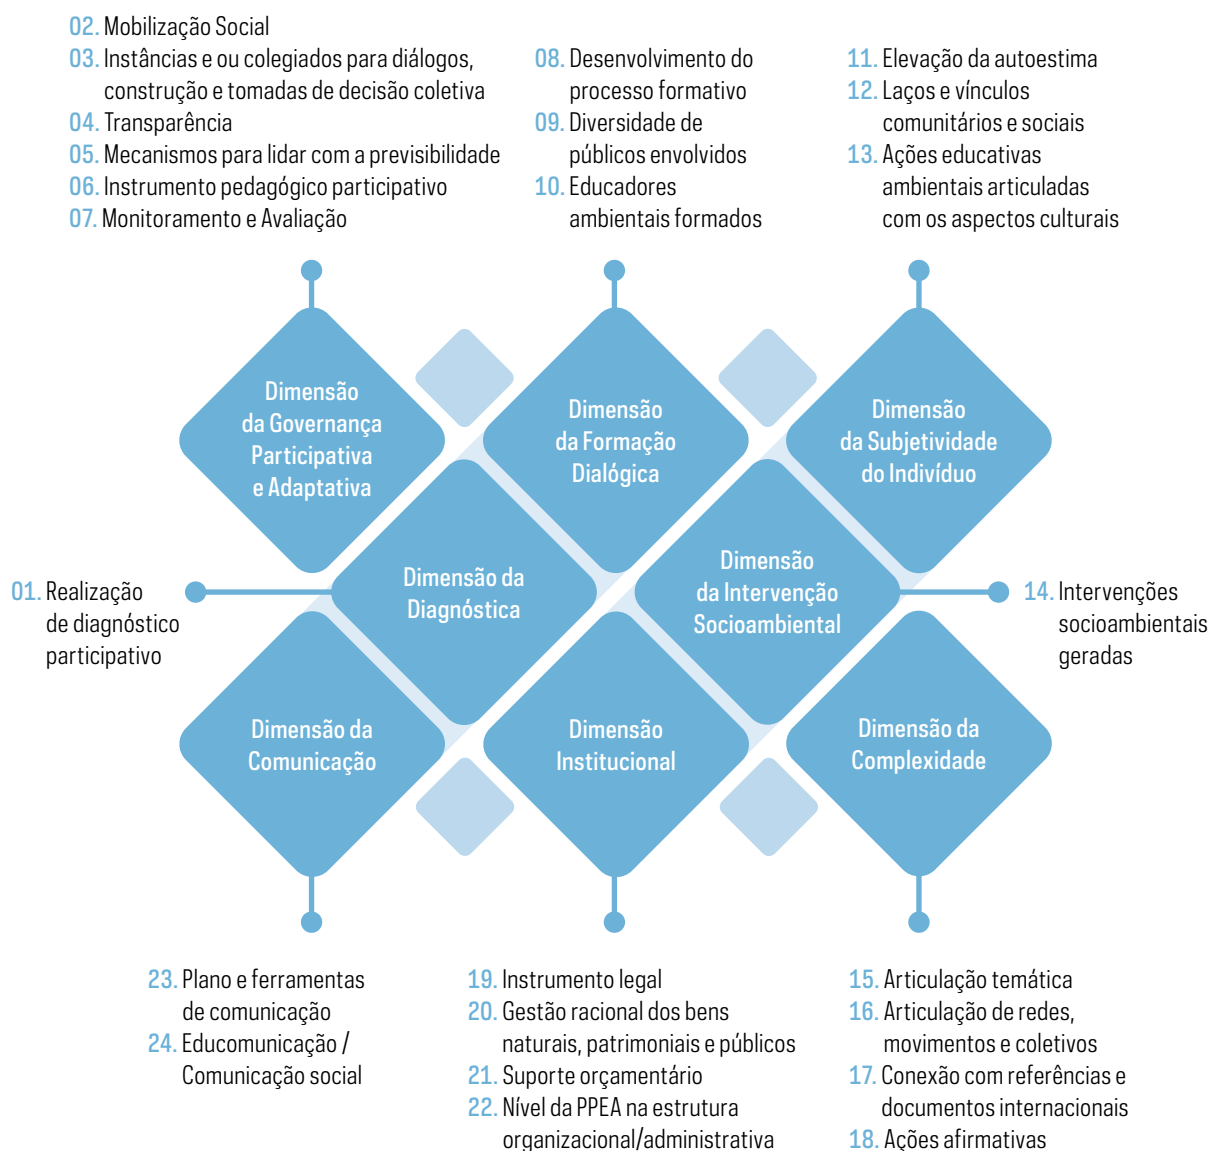 02. Mobilização Social
03. Instâncias e ou colegiados para diálogos,
construção e tomadas de decisão coletiva
04. Transparência
05. Mecanismos para lidar com a previsibilidade
06. Instrumento pedagógico participativo
07. Monitoramento e Avaliação
08. Desenvolvimento do
processo formativo
09. Diversidade de
públicos envolvidos
10. Educadores
ambientais formados
11. Elevação da autoestima
12. Laços e vínculos
comunitários e sociais
13. Ações educativas
ambientais articuladas
com os aspectos culturais
Dimensão
da Governança
Participativa
e Adaptativa
Dimensão
da Formação
Dialógica
Dimensão
da Subjetividade
do Indivíduo
01. Realização
de diagnóstico
participativo
Dimensão da
Diagnóstica
Dimensão
da Intervenção
Socioambiental
14. Intervenções
socioambientais
geradas
Dimensão da
Comunicação
Dimensão
Institucional
Dimensão da
Complexidade
23. Plano e ferramentas
de comunicação
24. Educomunicação /
Comunicação social
19. Instrumento legal
20. Gestão racional dos bens
naturais, patrimoniais e públicos
21. Suporte orçamentário
22. Nível da PPEA na estrutura
organizacional/administrativa
15. Articulação temática
16. Articulação de redes,
movimentos e coletivos
17. Conexão com referências e
documentos internacionais
18. Ações afirmativas